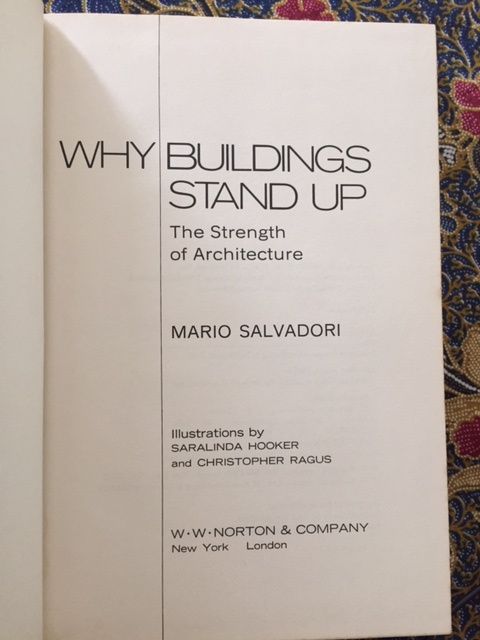 WHY BUILDINGS
STAND UP
The Strength
of Architecture
MARIO SALVADORI
Illustrations by
SARALINDA HOOKER
and CHRISTOPHER RAGUS
W·W·NORTON & COMPANY
New York London